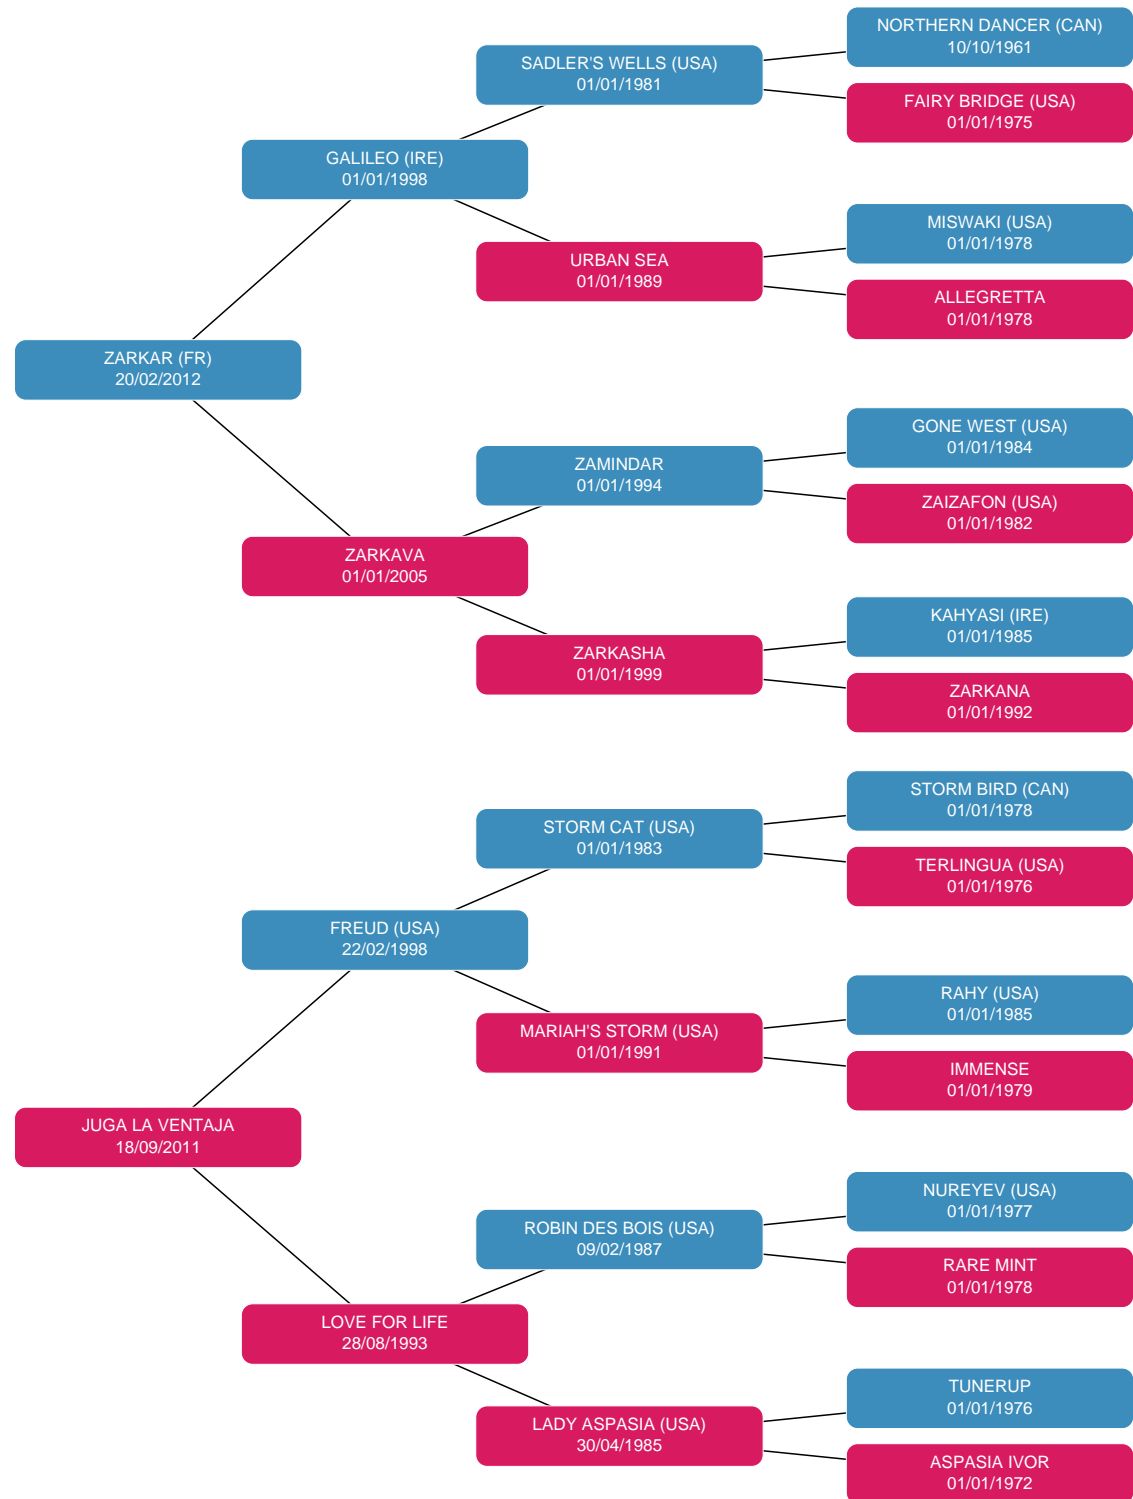 NORTHERN DANCER (CAN)
10/10/1961
SADLER'S WELLS (USA)
01/01/1981
FAIRY BRIDGE (USA)
01/01/1975
GALILEO (IRE)
01/01/1998
MISWAKI (USA)
01/01/1978
URBAN SEA
01/01/1989
ALLEGRETTA
01/01/1978
ZARKAR (FR)
20/02/2012
GONE WEST (USA)
01/01/1984
ZAMINDAR
01/01/1994
ZAIZAFON (USA)
01/01/1982
ZARKAVA
01/01/2005
KAHYASI (IRE)
01/01/1985
ZARKASHA
01/01/1999
ZARKANA
01/01/1992
STORM BIRD (CAN)
01/01/1978
STORM CAT (USA)
01/01/1983
TERLINGUA (USA)
01/01/1976
FREUD (USA)
22/02/1998
RAHY (USA)
01/01/1985
MARIAH'S STORM (USA)
01/01/1991
IMMENSE
01/01/1979
JUGA LA VENTAJA
18/09/2011
NUREYEV (USA)
01/01/1977
ROBIN DES BOIS (USA)
09/02/1987
RARE MINT
01/01/1978
LOVE FOR LIFE
28/08/1993
TUNERUP
01/01/1976
LADY ASPASIA (USA)
30/04/1985
ASPASIA IVOR
01/01/1972